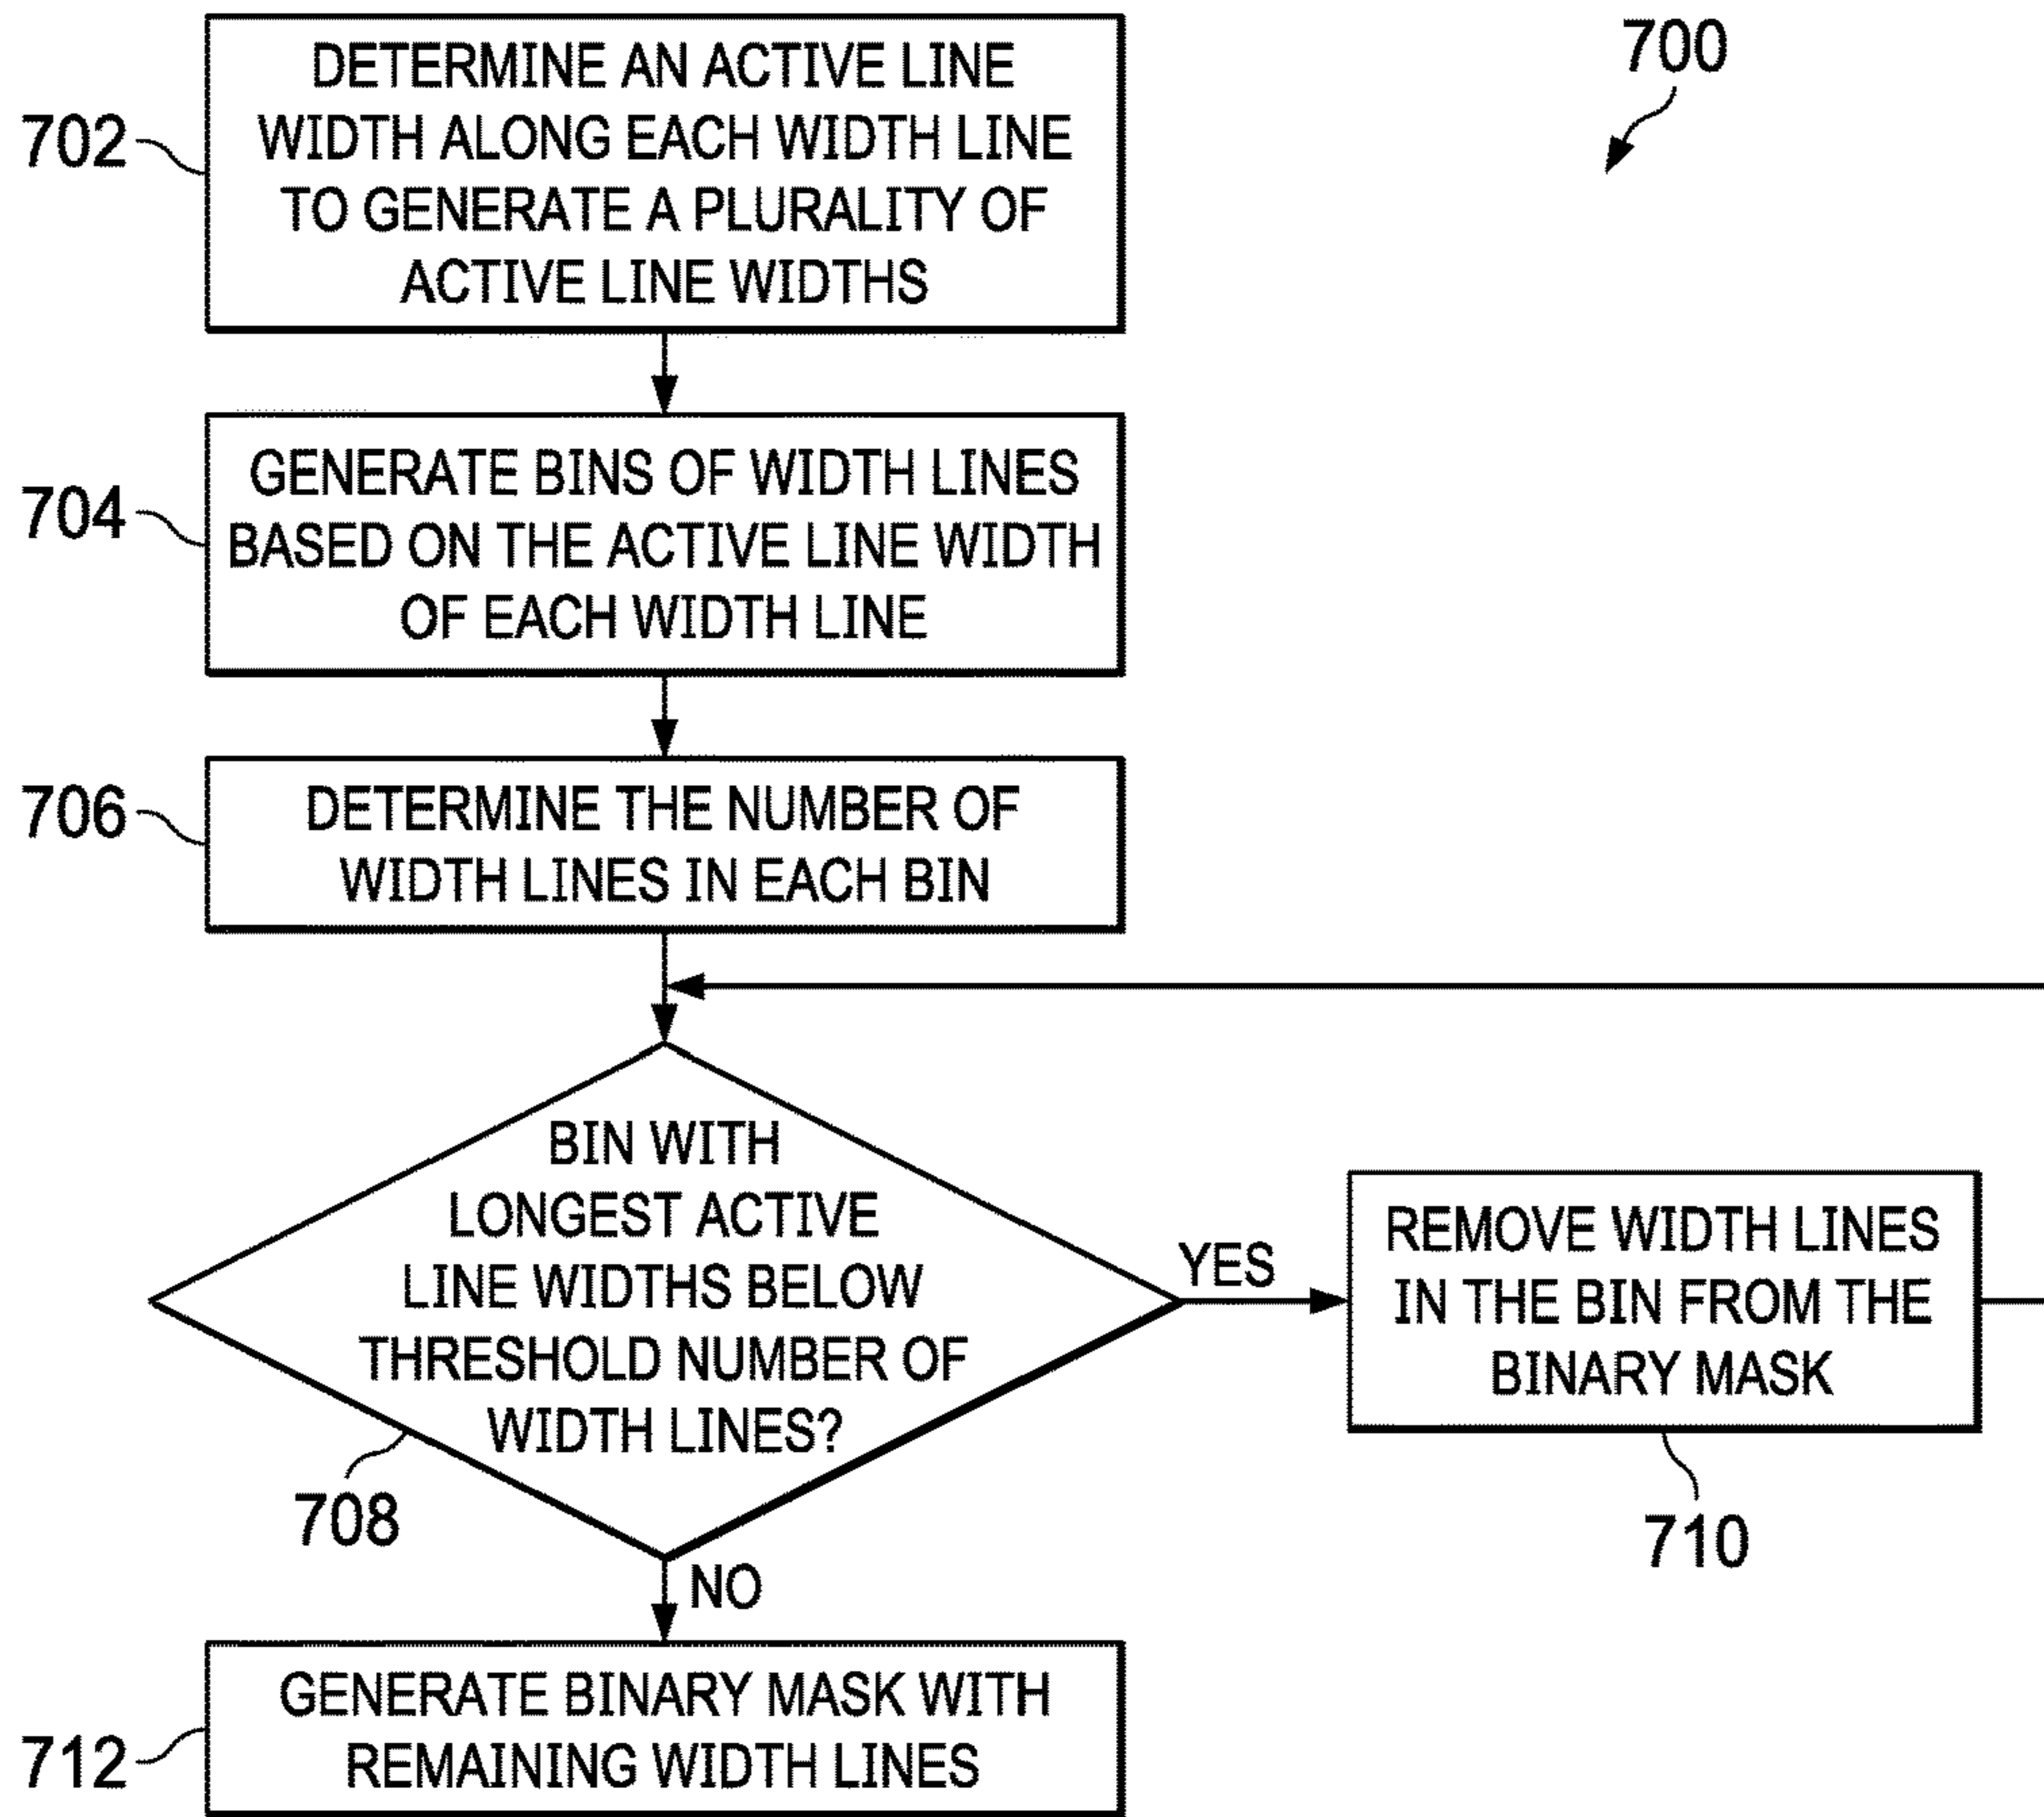 700
702
DETERMINE AN ACTIVE LINE
WIDTH ALONG EACH WIDTH LINE
TO GENERATE A PLURALITY OF
ACTIVE LINE WIDTHS
704
GENERATE BINS OF WIDTH LINES
BASED ON THE ACTIVE LINE WIDTH
OF EACH WIDTH LINE
706
DETERMINE THE NUMBER OF
WIDTH LINES IN EACH BIN
BIN WITH
LONGEST ACTIVE
LINE WIDTHS BELOW
THRESHOLD NUMBER OF
WIDTH LINES?
708
YES
REMOVE WIDTH LINES
IN THE BIN FROM THE
BINARY MASK
710
NO
712
GENERATE BINARY MASK WITH
REMAINING WIDTH LINES